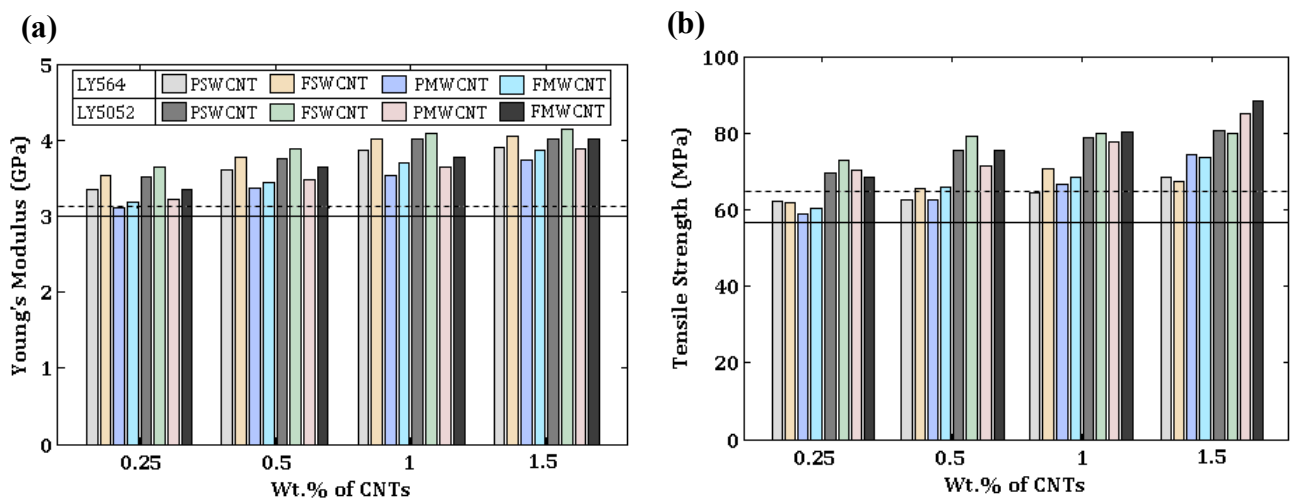 (a)
Young's Modulus (GPa)
5
4
3
2
1
0
LY564 PSWCNT FSWCNT PMWCNT FMWCNT
LY5052 PSWCNT FSWCNT PMWCNT FMWCNT
0.25 0.5 1 1.5
Wt.% of CNTs
(b)
Tensile Strength (MPa)
100
80
60
40
20
0
0.25 0.5 1 1.5
Wt.% of CNTs